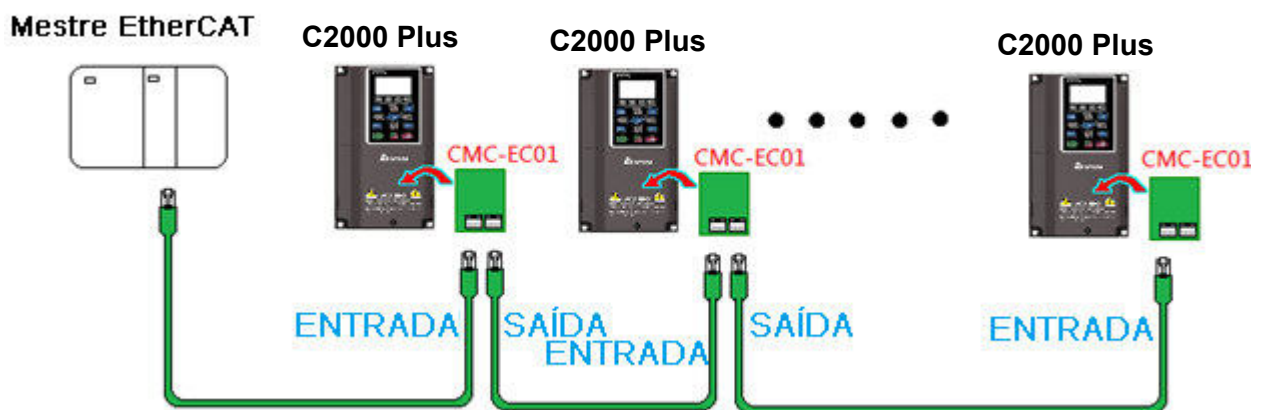 Mestre EtherCAT
C2000 Plus
C2000 Plus
C2000 Plus
CMC-EC01
CMC-EC01
CMC-EC01
ENTRADA
SAÍDA
ENTRADA
SAÍDA
ENTRADA